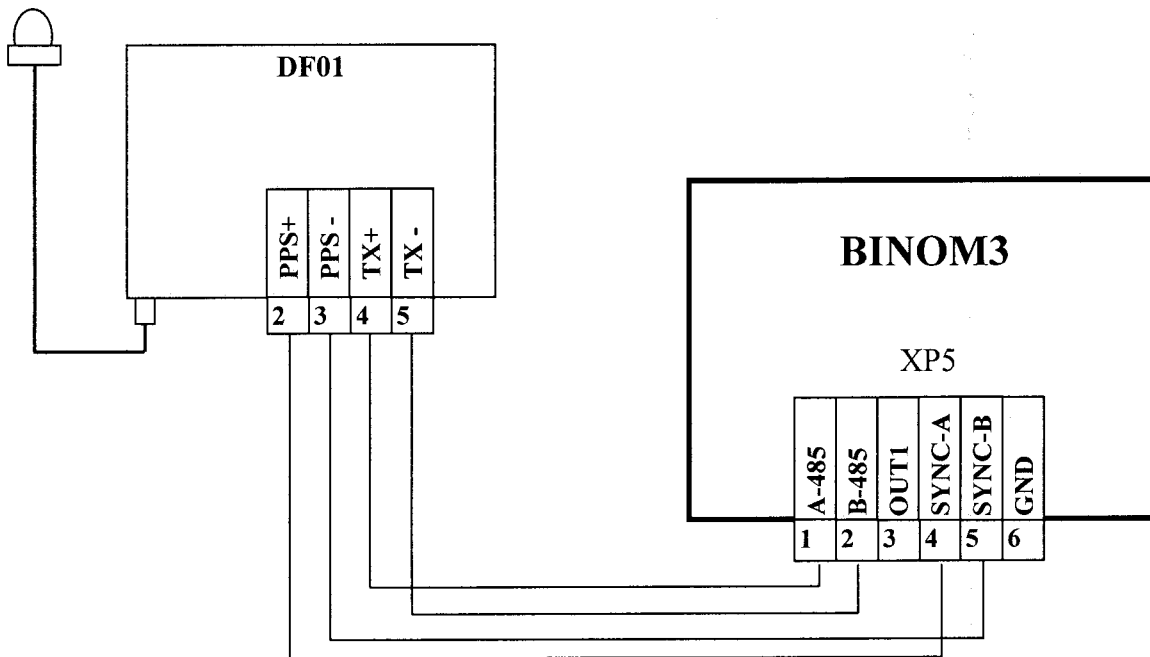 DF01
PPS+ PPS - TX+ TX -
2 3 4 5
BINOM3
XP5
A-485 B-485 OUT1 SYNC-A SYNC-B GND
1 2 3 4 5 6